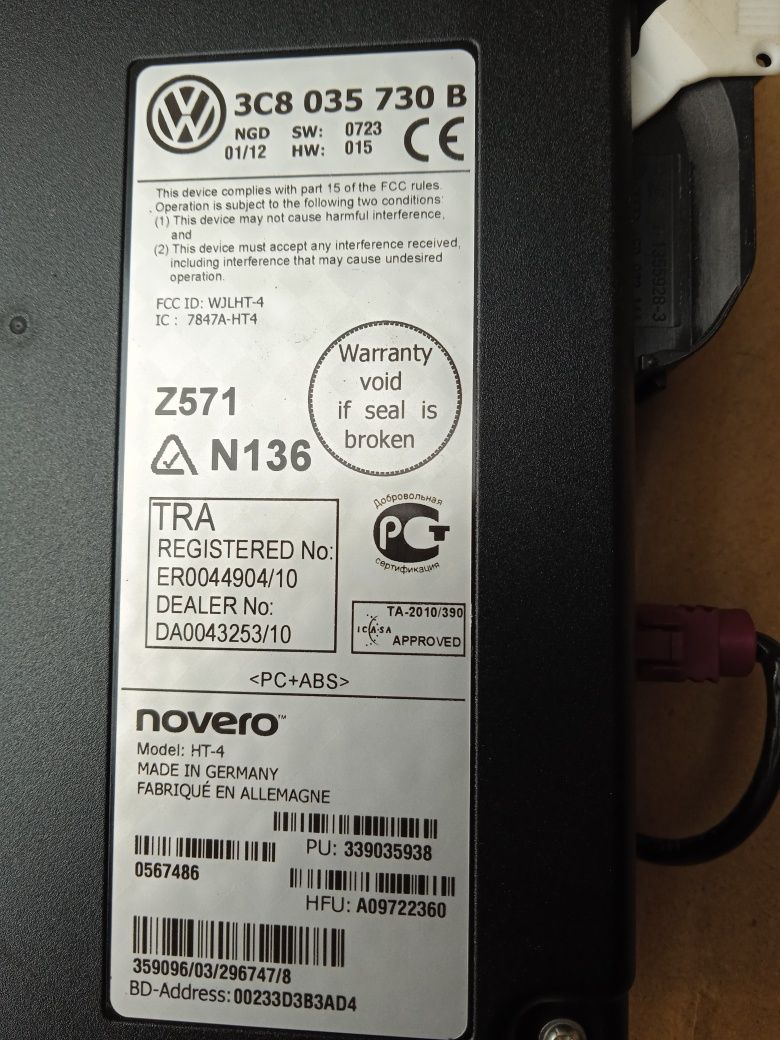 3C8 035 730 B
NGD SW: 0723
01/12 HW: 015
CE
This device complies with part 15 of the FCC rules.
Operation is subject to the following two conditions:
(1) This device may not cause harmful interference,
and
(2) This device must accept any interference received,
including interference that may cause undesired
operation.
FCC ID: WJLHT-4
IC : 7847A-HT4
Warranty
void
if seal is
broken
Z571
N136
TRA
REGISTERED No:
ER0044904/10
DEALER No:
DA0043253/10
Добровольная
РСТ
сертификация
TA-2010/390
ICASA
APPROVED
<PC+ABS>
novero™
Model: HT-4
MADE IN GERMANY
FABRIQUÉ EN ALLEMAGNE
PU: 339035938
0567486
HFU: A09722360
359096/03/296747/8
BD-Address: 00233D3B3AD4